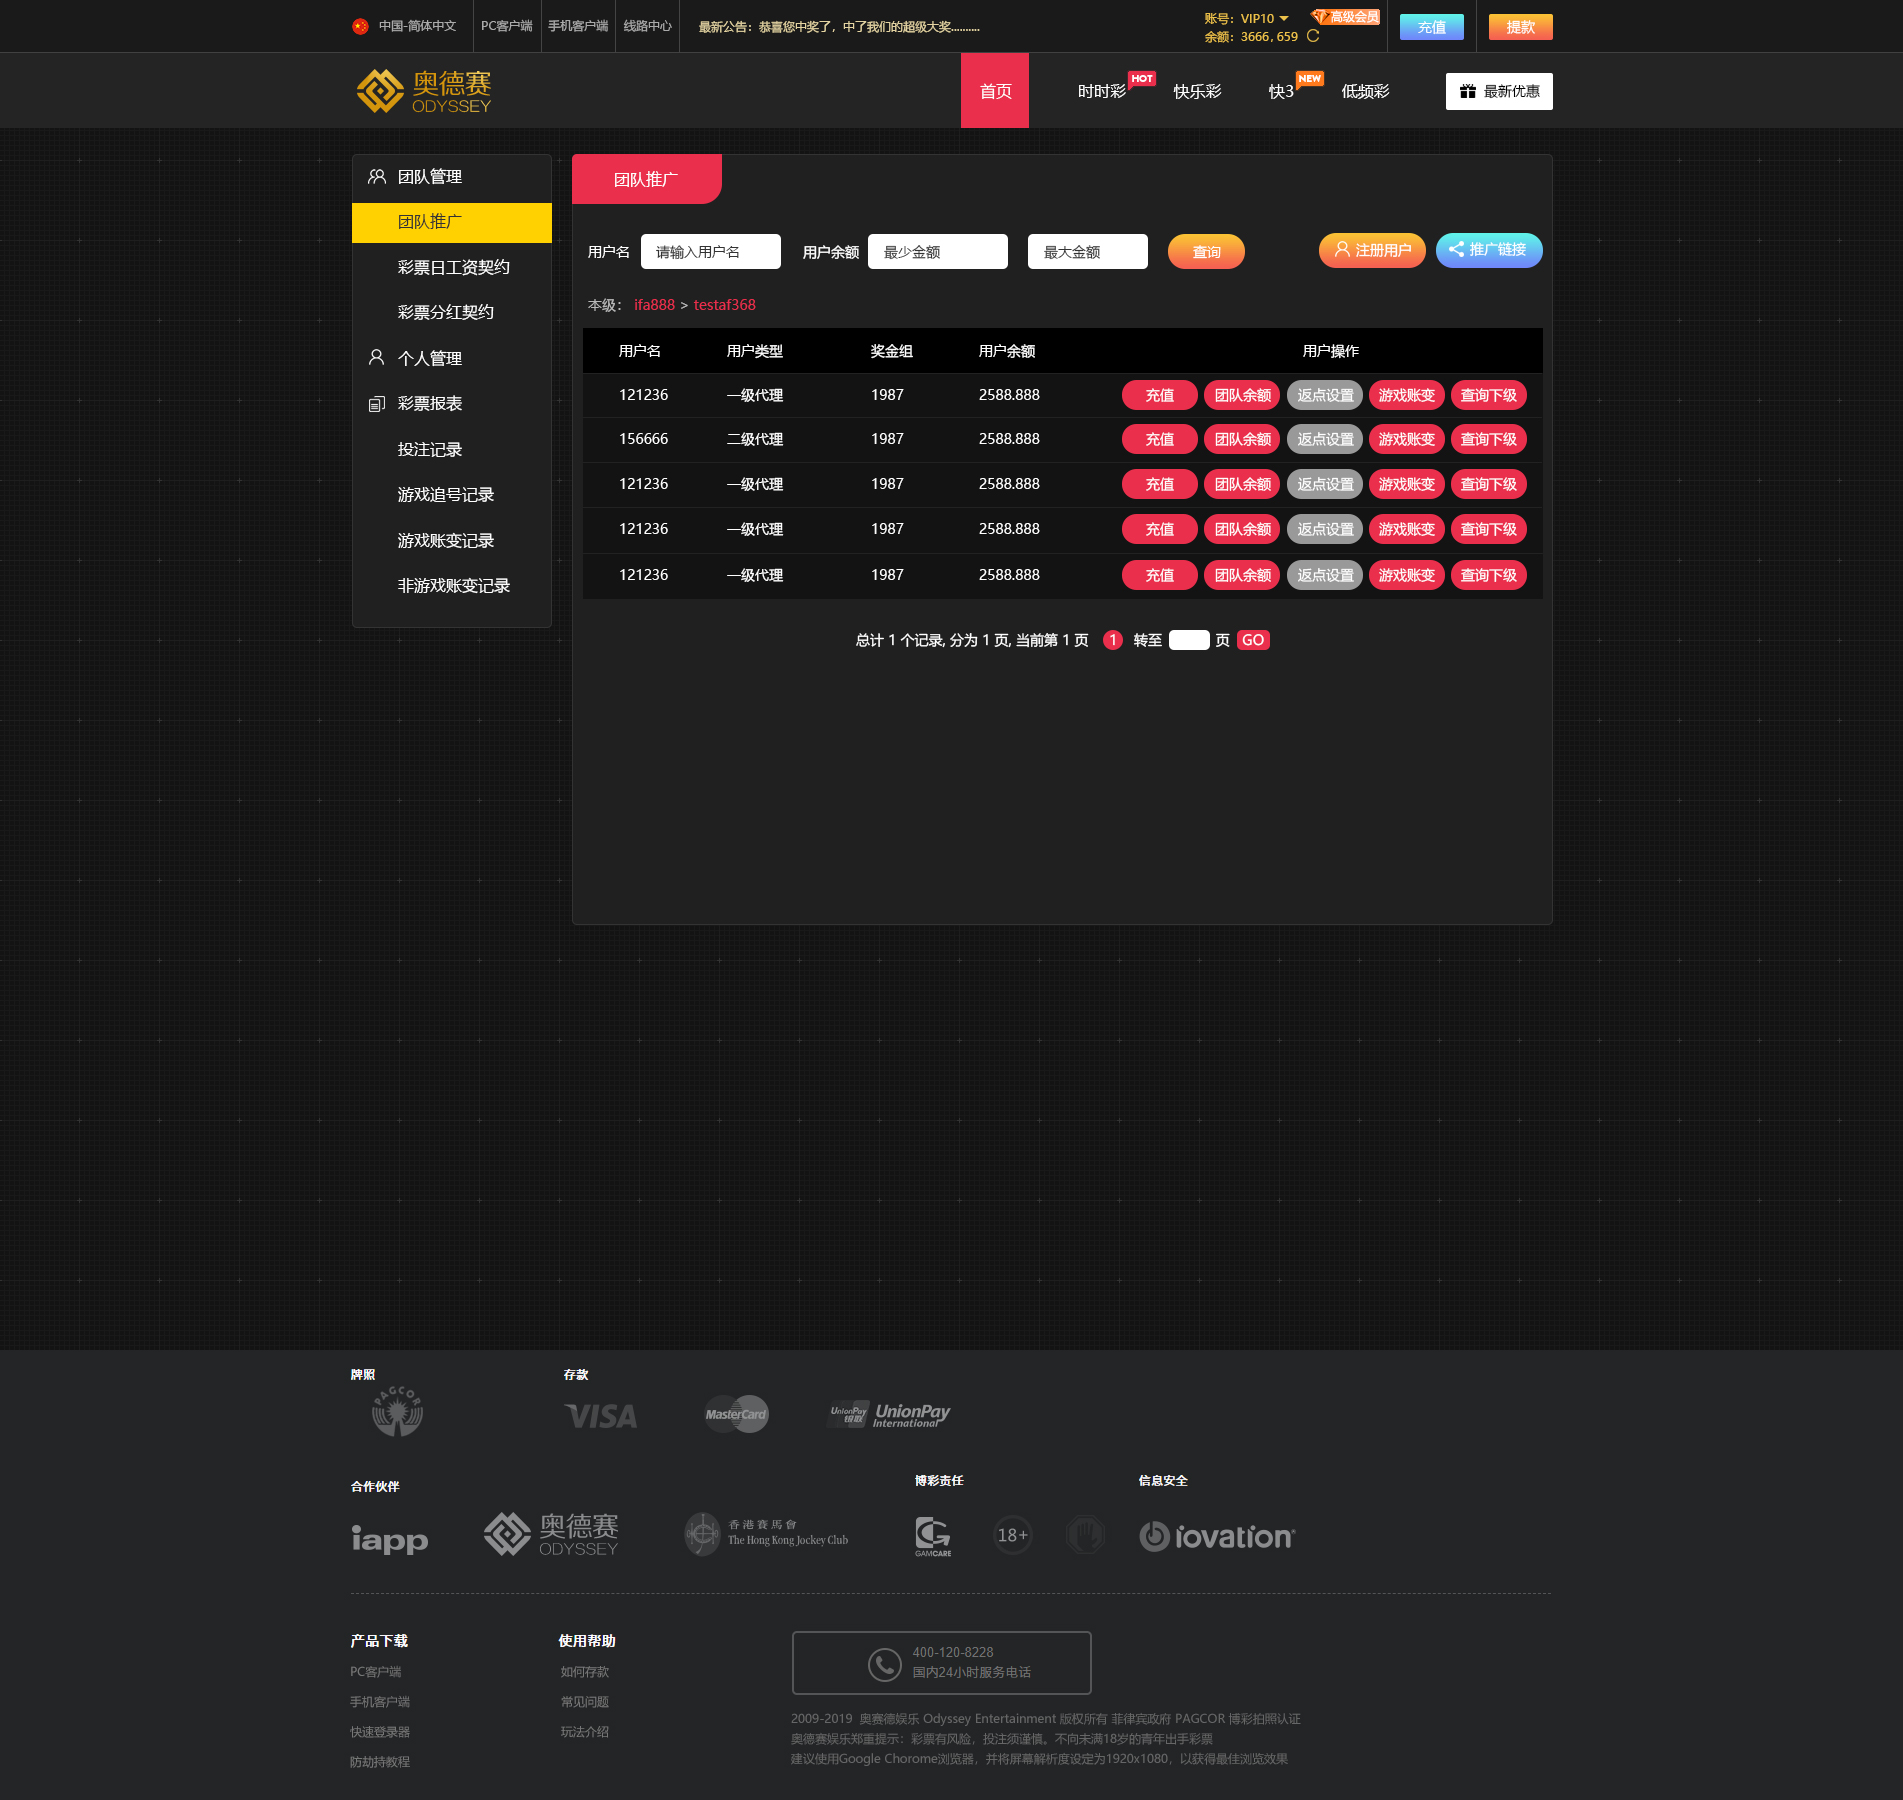 中国-简体中文 PC客户端 手机客户端 线路中心 最新公告：恭喜您中奖了，中了我们的超级大奖.......... 账号：VIP10 高级会员 充值 提款
余额：3666,659
奥德赛
ODYSSEY
首页 时时彩 HOT 快乐彩 快3 NEW 低频彩 最新优惠
团队管理
团队推广
彩票日工资契约
彩票分红契约
个人管理
彩票报表
投注记录
游戏追号记录
游戏账变记录
非游戏账变记录
团队推广
用户名 请输入用户名 用户余额 最少金额 最大金额 查询 注册用户 推广链接
本级： ifa888 > testaf368
用户名 用户类型 奖金组 用户余额 用户操作
121236 一级代理 1987 2588.888 充值 团队余额 返点设置 游戏账变 查询下级
156666 二级代理 1987 2588.888 充值 团队余额 返点设置 游戏账变 查询下级
121236 一级代理 1987 2588.888 充值 团队余额 返点设置 游戏账变 查询下级
121236 一级代理 1987 2588.888 充值 团队余额 返点设置 游戏账变 查询下级
121236 一级代理 1987 2588.888 充值 团队余额 返点设置 游戏账变 查询下级
总计 1 个记录, 分为 1 页, 当前第 1 页 1 转至 页 GO
牌照 存款
PAGCOR VISA MasterCard UnionPay 银联 UnionPay International
合作伙伴 博彩责任 信息安全
iapp 奥德赛 ODYSSEY 香港賽馬會 The Hong Kong Jockey Club GAMCARE 18+ iovation
产品下载
PC客户端
手机客户端
快速登录器
防劫持教程
使用帮助
如何存款
常见问题
玩法介绍
400-120-8228
国内24小时服务电话
2009-2019 奥赛德娱乐 Odyssey Entertainment 版权所有 菲律宾政府 PAGCOR 博彩拍照认证
奥德赛娱乐郑重提示：彩票有风险，投注须谨慎。不向未满18岁的青年出手彩票
建议使用Google Chorome浏览器，并将屏幕解析度设定为1920x1080，以获得最佳浏览效果